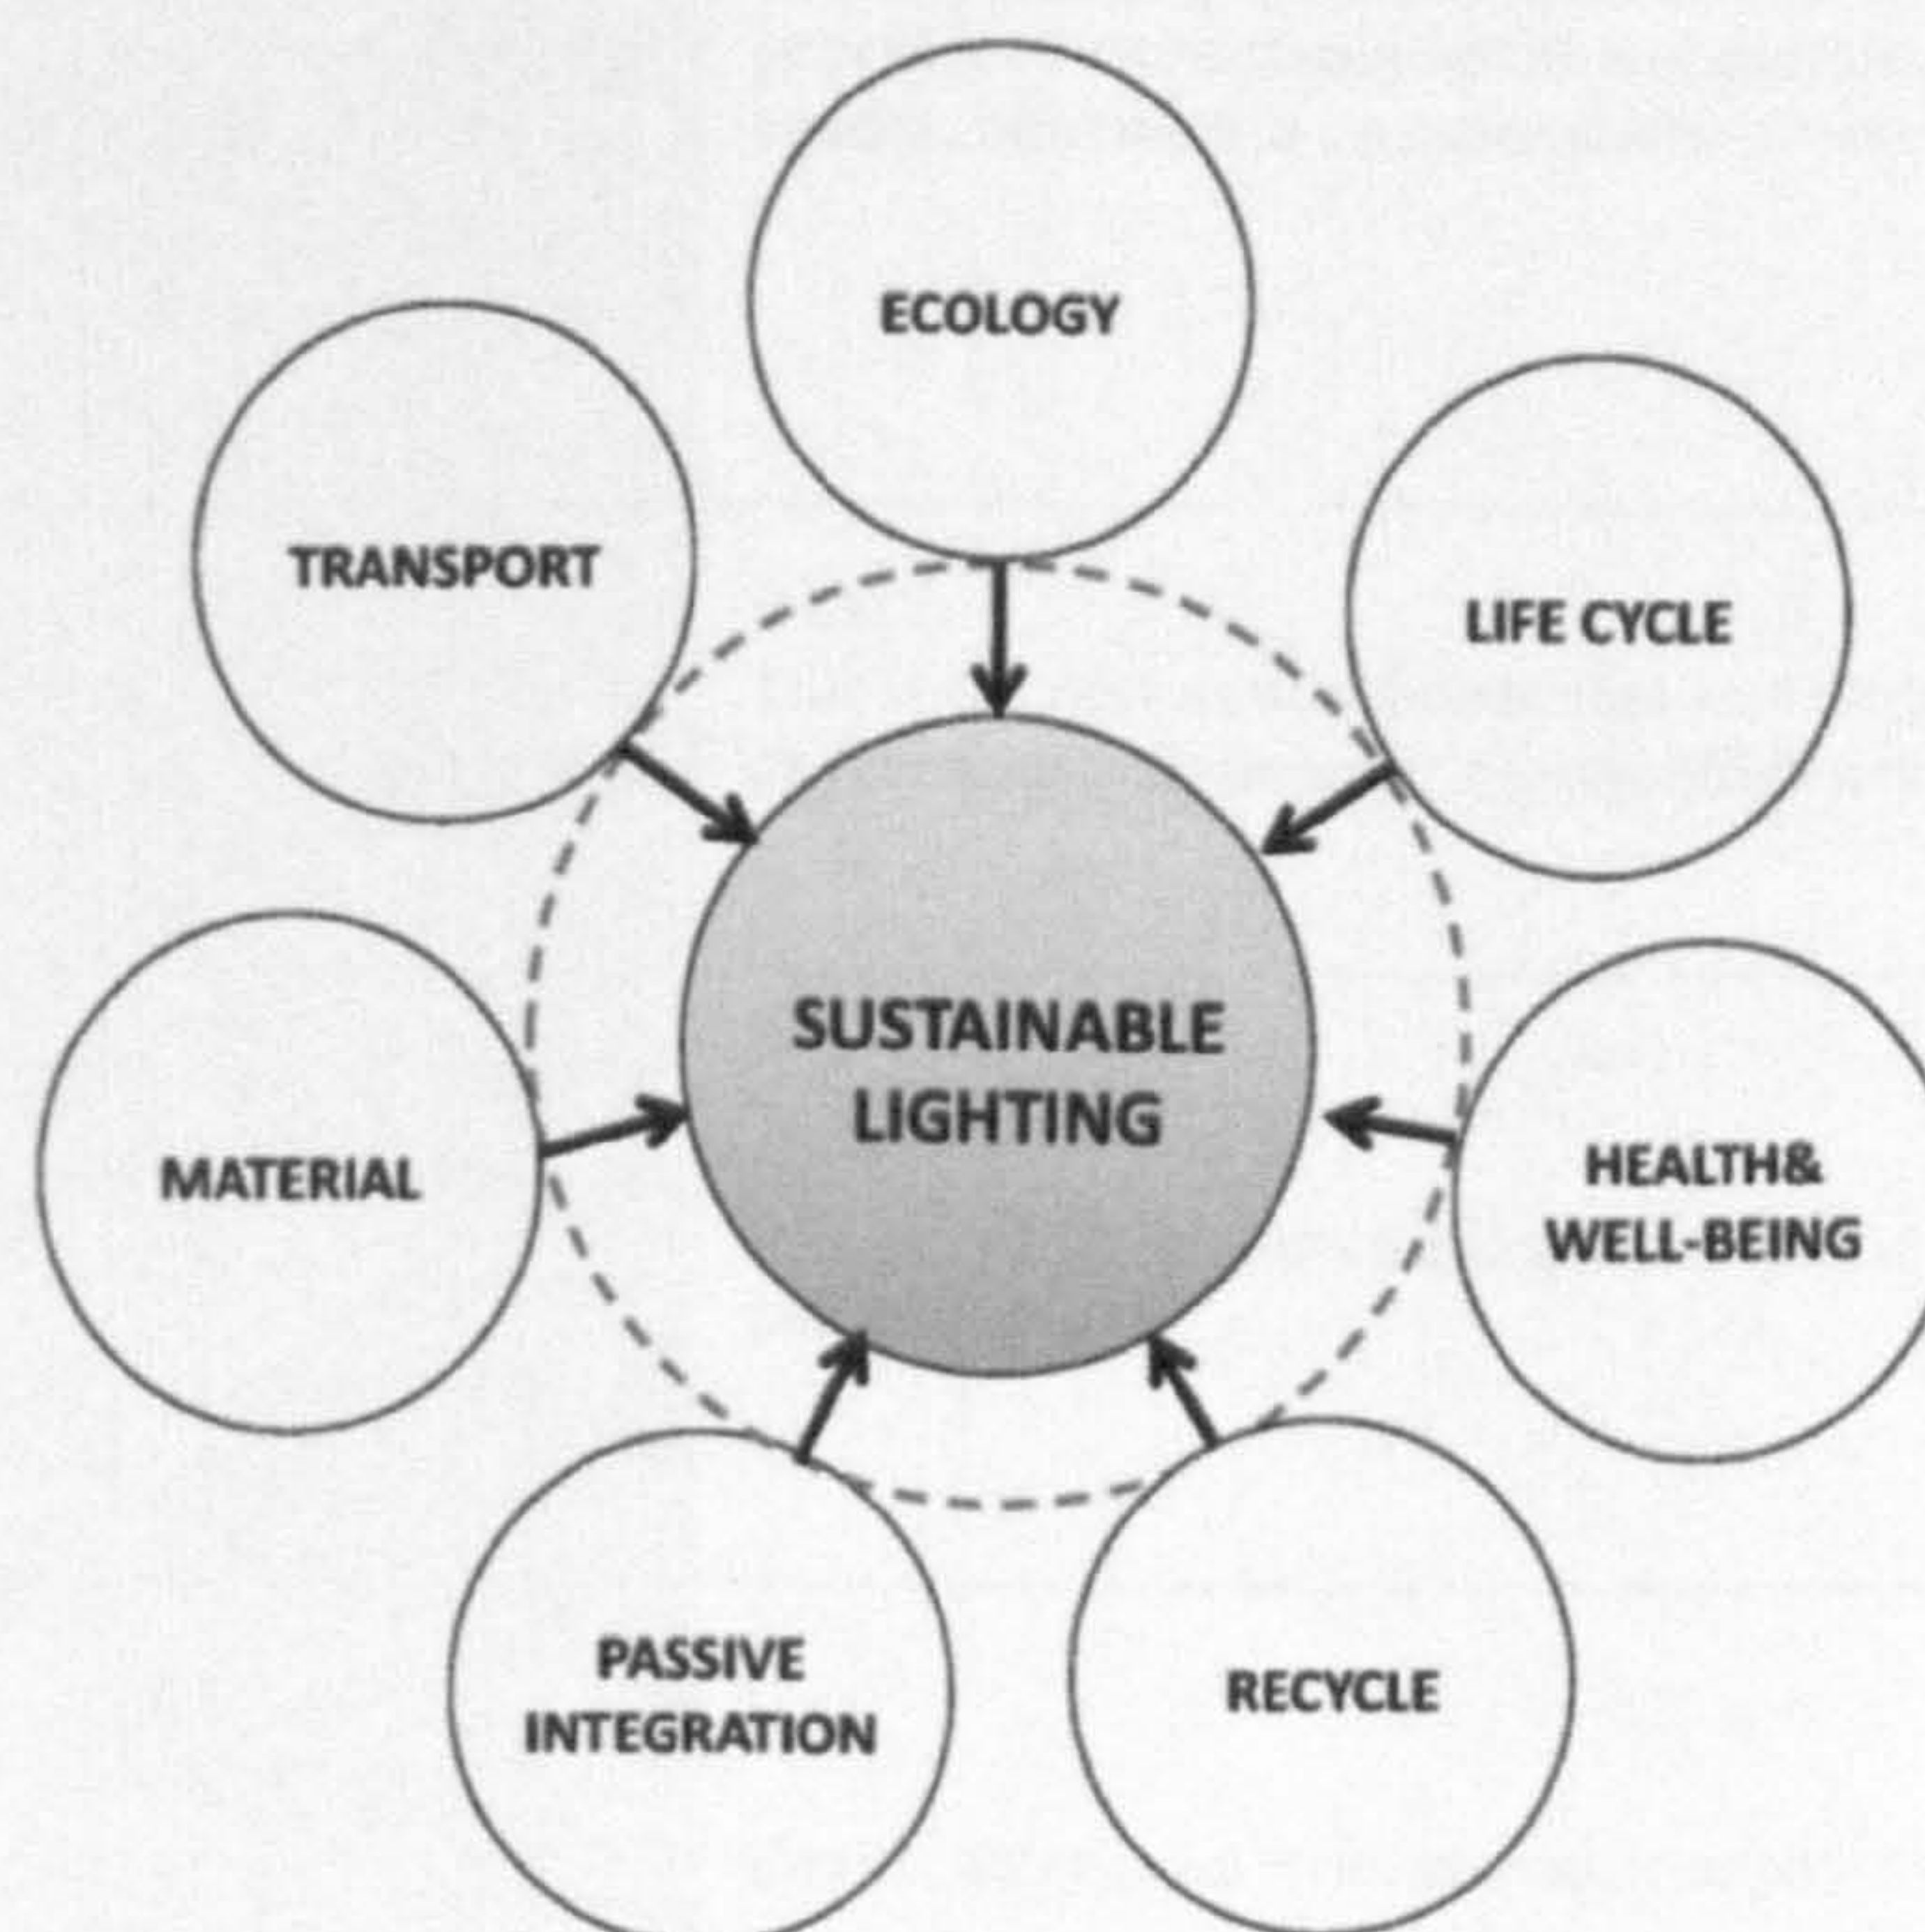 ECOLOGY
TRANSPORT
LIFE CYCLE
SUSTAINABLE
LIGHTING
MATERIAL
HEALTH&
WELL-BEING
PASSIVE
INTEGRATION
RECYCLE